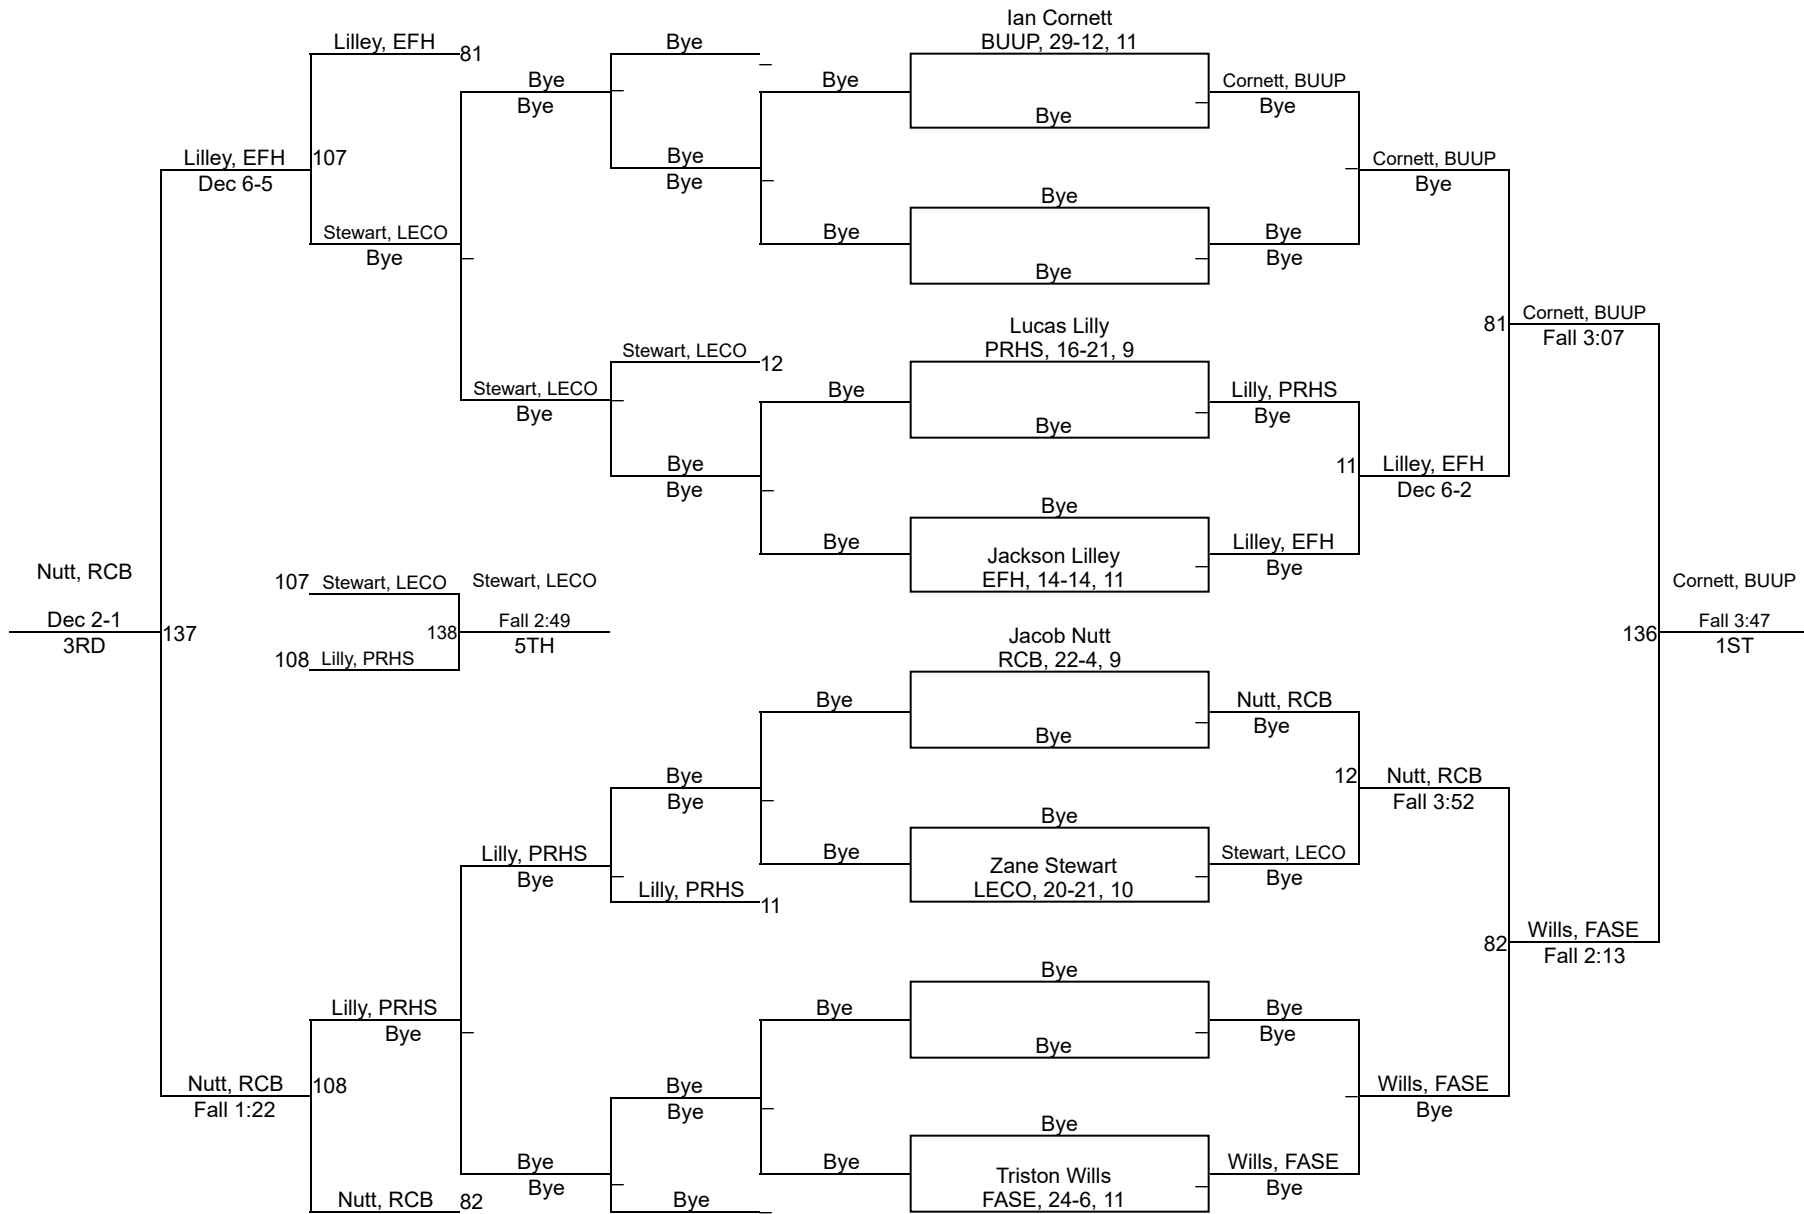 Ian Cornett
Lilley, EFH
81
Bye
BUUP, 29-12, 11
Bye
Bye
Bye
Cornett, BUUP
Bye
Bye
Bye
Lilley, EFH
107
Dec 6-5
Bye
Bye
Cornett, BUUP
Bye
Bye
Stewart, LECO
Bye
Bye
Bye
Bye
Bye
Bye
Lucas Lilly
PRHS, 16-21, 9
Cornett, BUUP
81
Fall 3:07
Stewart, LECO
12
Stewart, LECO
Bye
Bye
Bye
Lilly, PRHS
Bye
Bye
Bye
11
Lilley, EFH
Dec 6-2
Bye
Bye
Jackson Lilley
EFH, 14-14, 11
Lilley, EFH
Bye
Nutt, RCB
Dec 2-1
3RD
137
107
Stewart, LECO
Stewart, LECO
138
Fall 2:49
5TH
108
Lilly, PRHS
Cornett, BUUP
136
Fall 3:47
1ST
Jacob Nutt
RCB, 22-4, 9
Bye
Bye
Nutt, RCB
Bye
Bye
Bye
12
Nutt, RCB
Fall 3:52
Bye
Lilly, PRHS
Bye
Bye
Zane Stewart
LECO, 20-21, 10
Stewart, LECO
Bye
Lilly, PRHS
11
82
Wills, FASE
Fall 2:13
Bye
Lilly, PRHS
Bye
Bye
Bye
Bye
Bye
Nutt, RCB
108
Fall 1:22
Bye
Bye
Wills, FASE
Bye
Bye
Bye
Bye
Bye
Triston Wills
FASE, 24-6, 11
Wills, FASE
Bye
Nutt, RCB
82
Bye